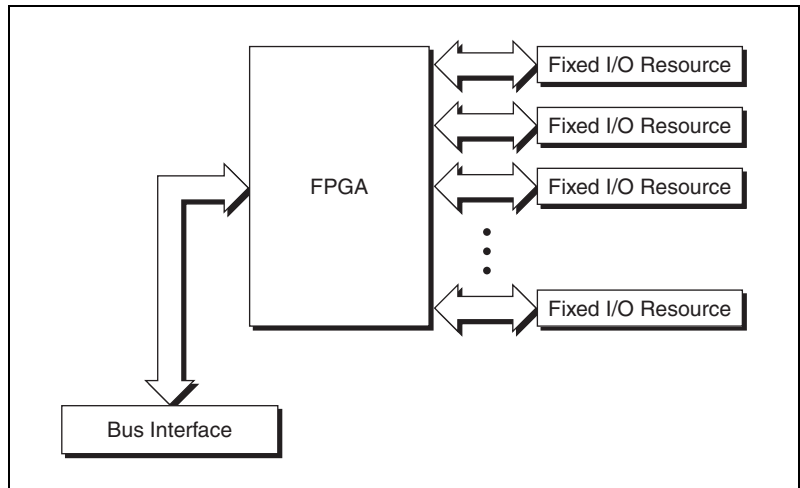 Fixed I/O Resource
Fixed I/O Resource
FPGA
Fixed I/O Resource
Fixed I/O Resource
Bus Interface